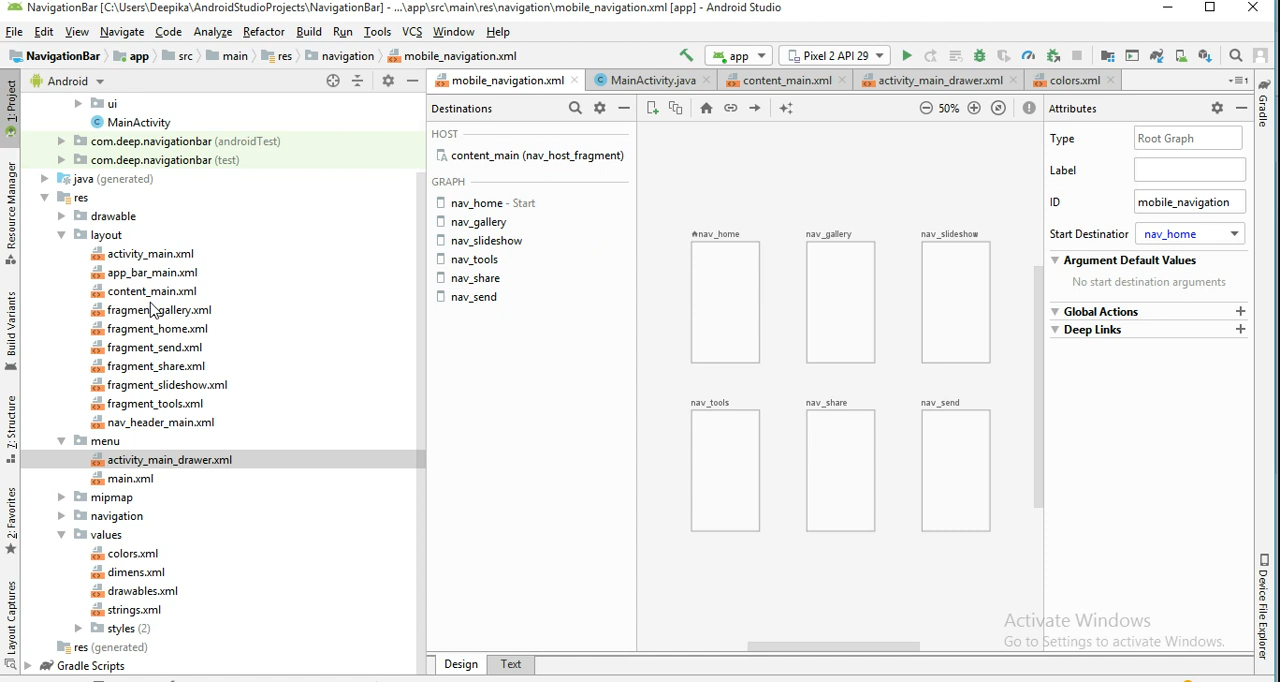 NavigationBar [C:\Users\Deepika\AndroidStudioProjects\NavigationBar] - ...\app\src\main\res\navigation\mobile_navigation.xml [app] - Android Studio
File Edit View Navigate Code Analyze Refactor Build Run Tools VCS Window Help
NavigationBar app src main res navigation mobile_navigation.xml app Pixel 2 API 29
Android mobile_navigation.xml MainActivity.java content_main.xml activity_main_drawer.xml colors.xml
1: Project
Resource Manager
Build Variants
7: Structure
2: Favorites
Layout Captures
ui
MainActivity
com.deep.navigationbar (androidTest)
com.deep.navigationbar (test)
java (generated)
res
drawable
layout
activity_main.xml
app_bar_main.xml
content_main.xml
fragment_gallery.xml
fragment_home.xml
fragment_send.xml
fragment_share.xml
fragment_slideshow.xml
fragment_tools.xml
nav_header_main.xml
menu
activity_main_drawer.xml
main.xml
mipmap
navigation
values
colors.xml
dimens.xml
drawables.xml
strings.xml
styles (2)
res (generated)
Gradle Scripts
Destinations
HOST
content_main (nav_host_fragment)
GRAPH
nav_home - Start
nav_gallery
nav_slideshow
nav_tools
nav_share
nav_send
50%
nav_home nav_gallery nav_slideshow
nav_tools nav_share nav_send
Design Text
Attributes
Type Root Graph
Label
ID mobile_navigation
Start Destination nav_home
Argument Default Values
No start destination arguments
Global Actions
Deep Links
Activate Windows
Go to Settings to activate Windows.
Gradle
Device File Explorer